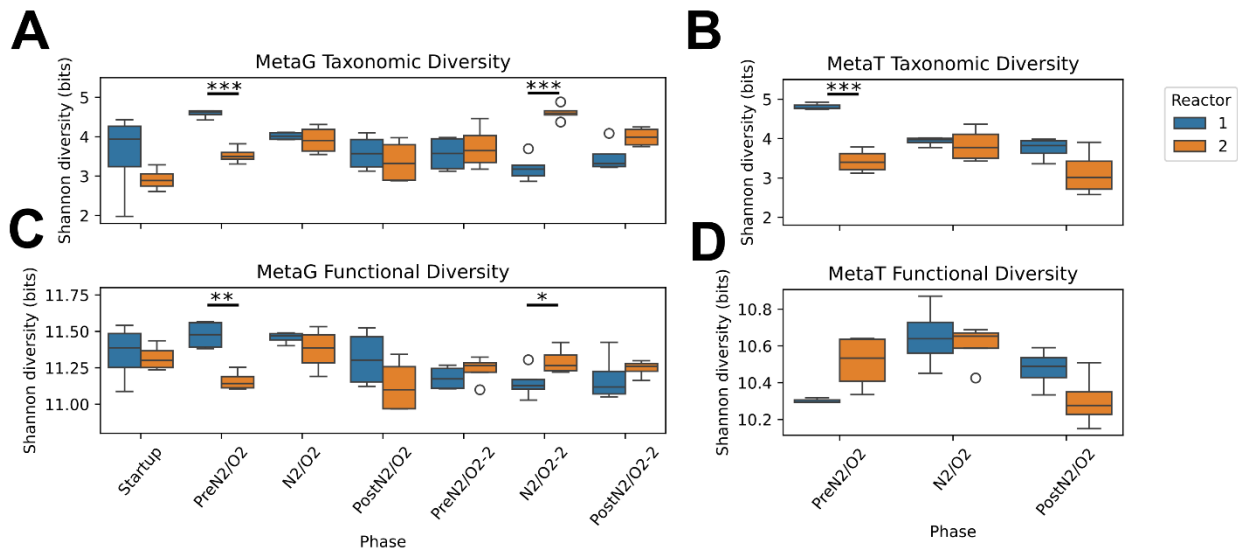 A
MetaG Taxonomic Diversity
Shannon diversity (bits)
5
4
3
2
***
***
B
MetaT Taxonomic Diversity
Shannon diversity (bits)
5
4
3
2
***
Reactor
1
2
C
MetaG Functional Diversity
Shannon diversity (bits)
11.75
11.50
11.25
11.00
**
*
Startup
PreN2/O2
N2/O2
PostN2/O2
PreN2/O2-2
N2/O2-2
PostN2/O2-2
Phase
D
MetaT Functional Diversity
Shannon diversity (bits)
10.8
10.6
10.4
10.2
PreN2/O2
N2/O2
PostN2/O2
Phase